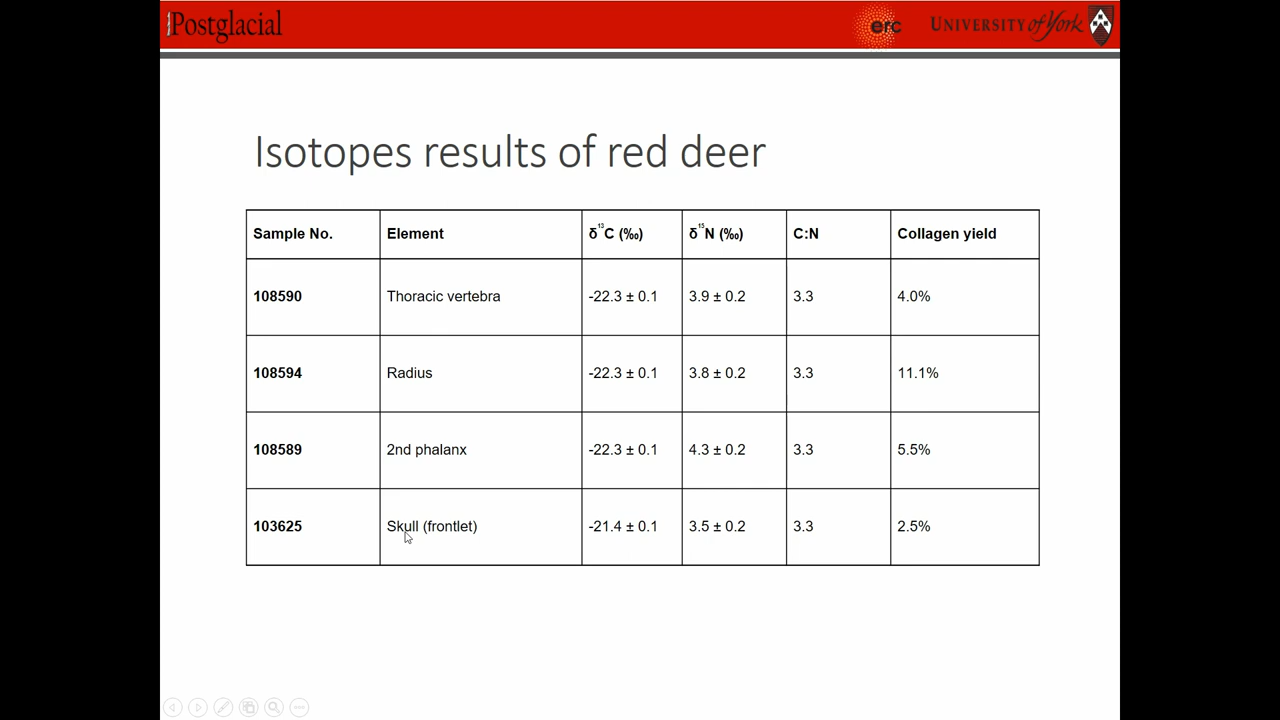 Postglacial
erc
UNIVERSITY of York
Isotopes results of red deer
Sample No. Element δ¹³C (‰) δ¹⁵N (‰) C:N Collagen yield
108590 Thoracic vertebra -22.3 ± 0.1 3.9 ± 0.2 3.3 4.0%
108594 Radius -22.3 ± 0.1 3.8 ± 0.2 3.3 11.1%
108589 2nd phalanx -22.3 ± 0.1 4.3 ± 0.2 3.3 5.5%
103625 Skull (frontlet) -21.4 ± 0.1 3.5 ± 0.2 3.3 2.5%